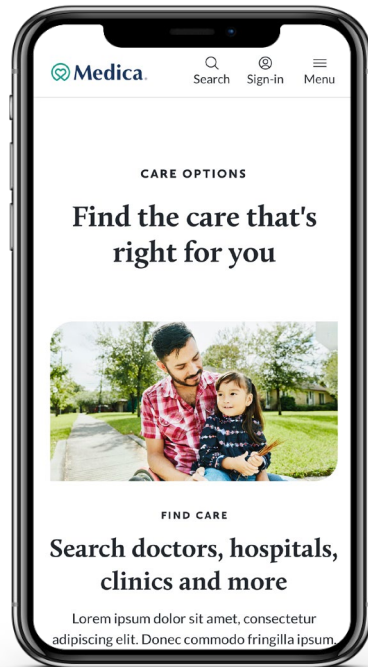 Medica.
Search Sign-in Menu
CARE OPTIONS
Find the care that's
right for you
FIND CARE
Search doctors, hospitals,
clinics and more
Lorem ipsum dolor sit amet, consectetur
adipiscing elit. Donec commodo fringilla ipsum.